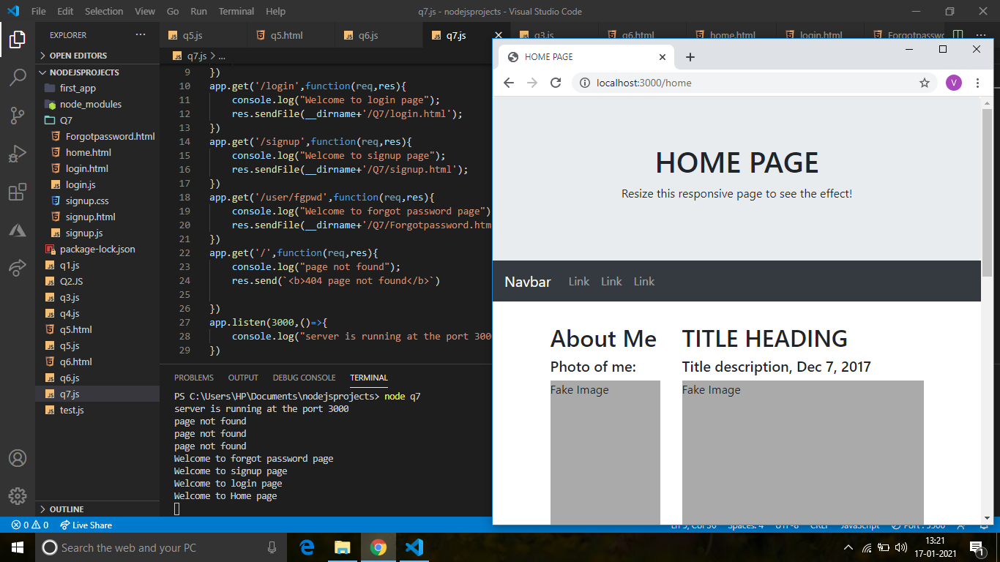 File Edit Selection View Go Run Terminal Help q7.js - nodejsprojects - Visual Studio Code
EXPLORER ...
q5.js q5.html q6.js q7.js q3.js q6.html home.html login.html Forgotpassword
OPEN EDITORS
NODEJSPROJECTS
first_app
node_modules
Q7
Forgotpassword.html
home.html
login.html
login.js
signup.css
signup.html
signup.js
package-lock.json
q1.js
Q2.JS
q3.js
q4.js
q5.html
q5.js
q6.html
q6.js
q7.js
test.js
OUTLINE
q7.js > ...
9 })
10 app.get('/login',function(req,res){
11 console.log("Welcome to login page");
12 res.sendFile(__dirname+'/Q7/login.html');
13 })
14 app.get('/signup',function(req,res){
15 console.log("Welcome to signup page");
16 res.sendFile(__dirname+'/Q7/signup.html');
17 })
18 app.get('/user/fgpwd',function(req,res){
19 console.log("Welcome to forgot password page")
20 res.sendFile(__dirname+'/Q7/Forgotpassword.htm
21 })
22 app.get('/',function(req,res){
23 console.log("page not found");
24 res.send(`<b>404 page not found</b>`)
25
26 })
27 app.listen(3000,()=>{
28 console.log("server is running at the port 300
29 })
PROBLEMS OUTPUT DEBUG CONSOLE TERMINAL
PS C:\Users\HP\Documents\nodejsprojects> node q7
server is running at the port 3000
page not found
page not found
page not found
Welcome to forgot password page
Welcome to signup page
Welcome to login page
Welcome to Home page
HOME PAGE
localhost:3000/home
V
HOME PAGE
Resize this responsive page to see the effect!
Navbar Link Link Link
About Me
Photo of me:
Fake Image
TITLE HEADING
Title description, Dec 7, 2017
Fake Image
0 0 Live Share
Spaces: 4 UTF-8 CRLF JavaScript Port : 5500
Search the web and your PC
13:21
17-01-2021
1